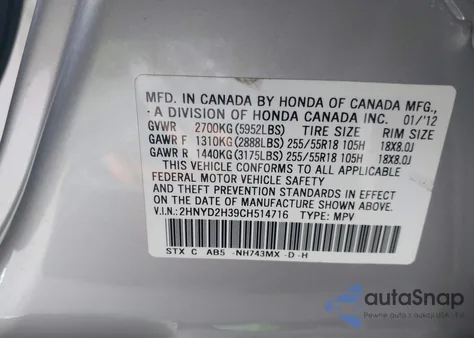 MFD. IN CANADA BY HONDA OF CANADA MFG.,
A DIVISION OF HONDA CANADA INC. 01/'12
GVWR 2700KG(5952LBS) TIRE SIZE RIM SIZE
GAWR F 1310KG(2888LBS) 255/55R18 105H 18X8.0J
GAWR R 1440KG(3175LBS) 255/55R18 105H 18X8.0J
THIS VEHICLE CONFORMS TO ALL APPLICABLE
FEDERAL MOTOR VEHICLE SAFETY
AND THEFT PREVENTION STANDARDS IN EFFECT
ON THE DATE OF MANUFACTURE SHOWN ABOVE.
V.I.N.: 2HNYD2H39CH514716 TYPE: MPV
STX C AB5 -NH743MX -D -H
autoSnap
Pewne auto z USA